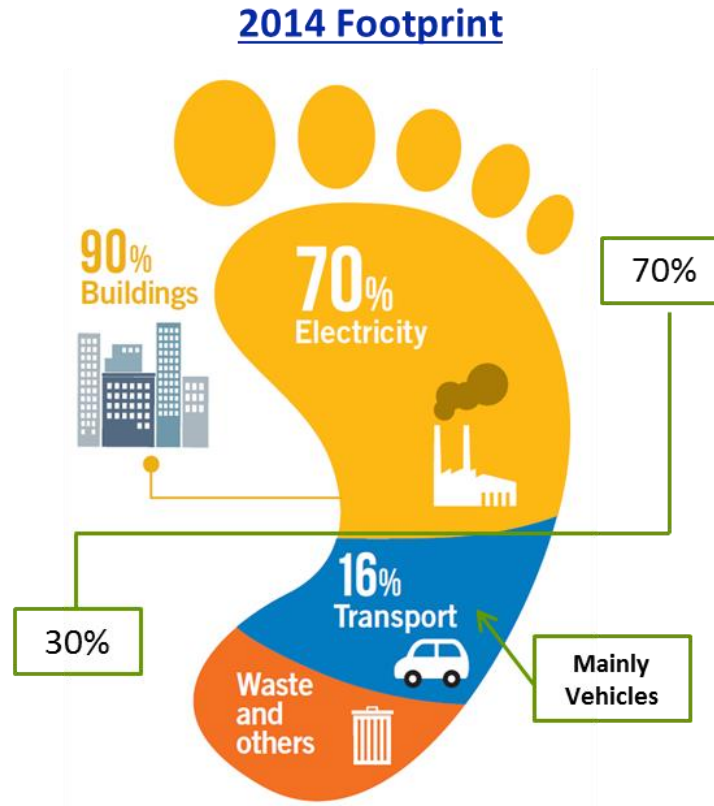 2014 Footprint
90%
Buildings
70%
Electricity
70%
16%
Transport
30%
Mainly
Vehicles
Waste
and
others